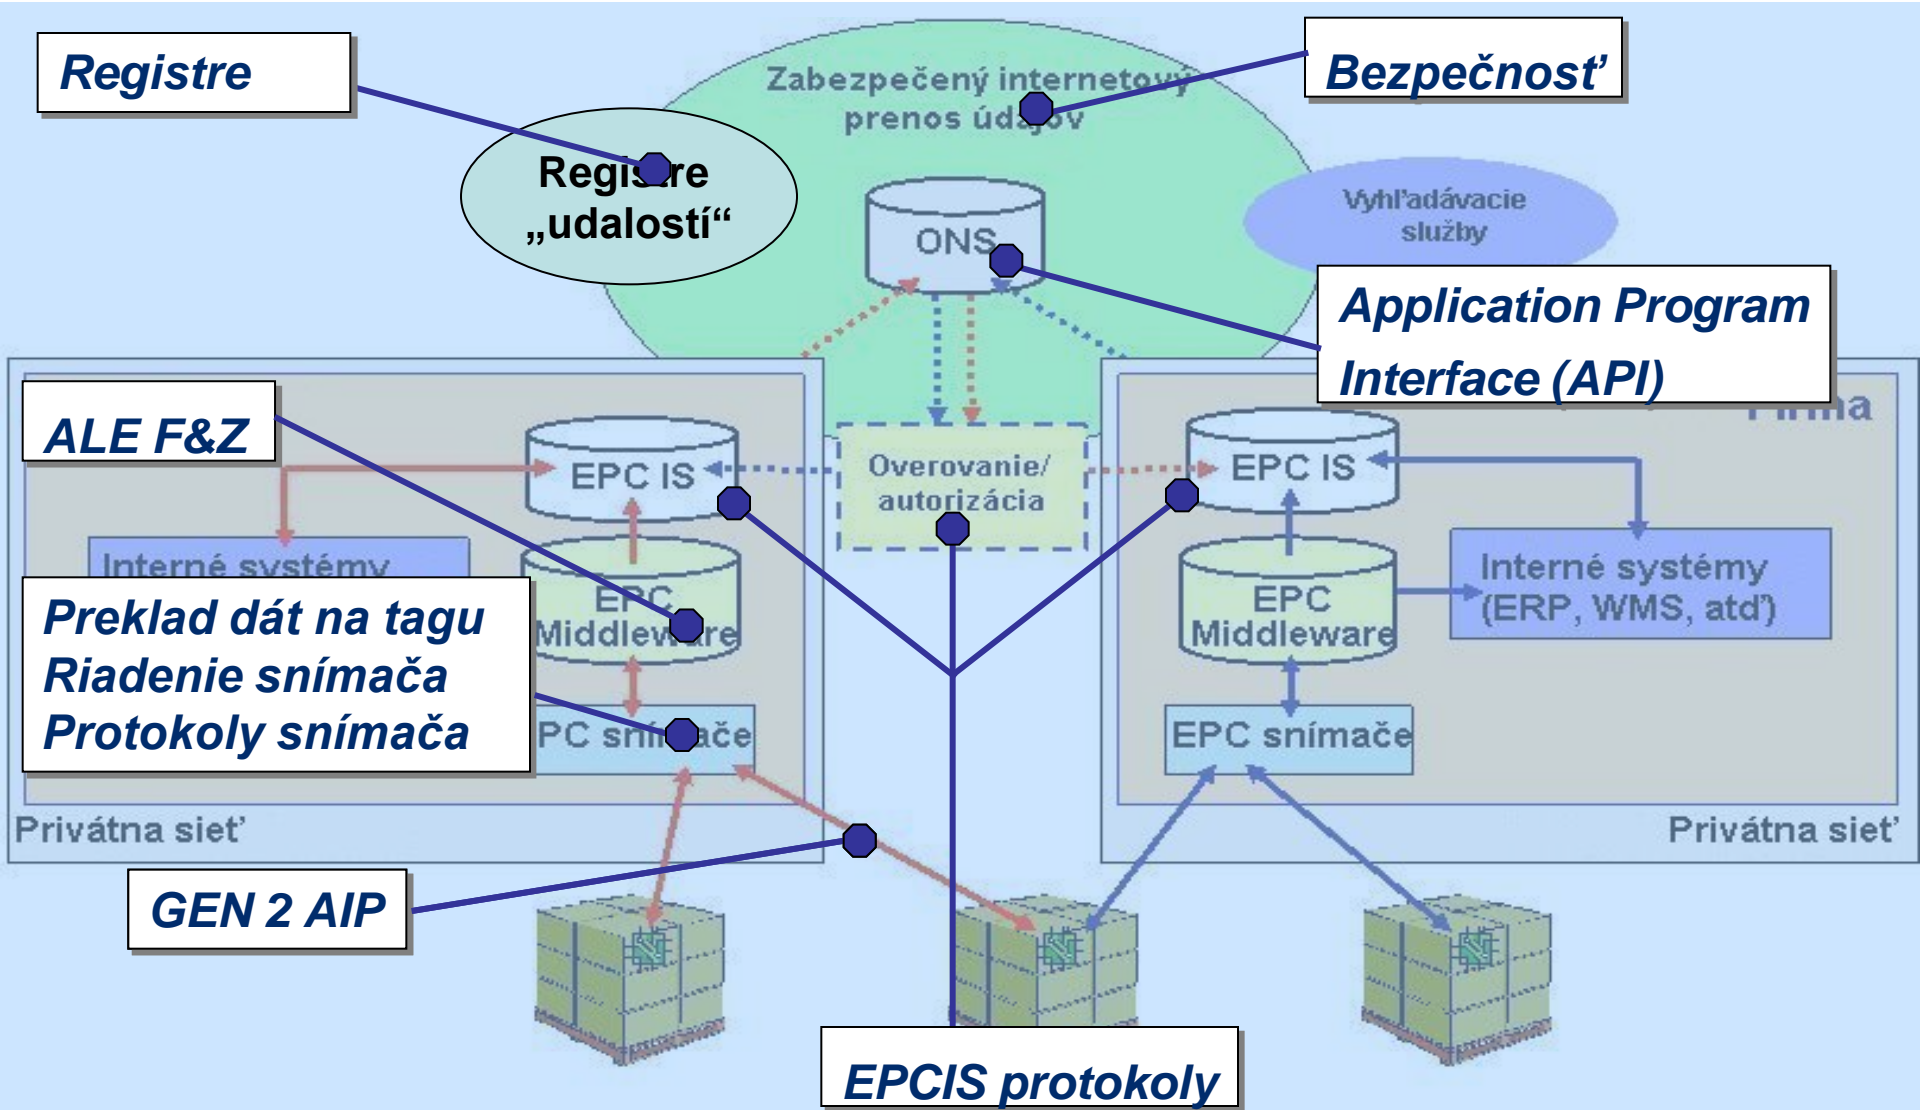 Registre
Bezpečnosť
Zabezpečený internetový
prenos údajov
Registre
„udalostí“
Vyhľadávacie
služby
ONS
Application Program
Interface (API)
ALE F&Z
EPC IS
Overovanie/
autorizácia
EPC IS
Interné systémy
EPC
Middleware
EPC
Middleware
Interné systémy
(ERP, WMS, atď)
Preklad dát na tagu
Riadenie snímača
Protokoly snímača
PC snímače
EPC snímače
Privátna sieť
Privátna sieť
GEN 2 AIP
EPCIS protokoly